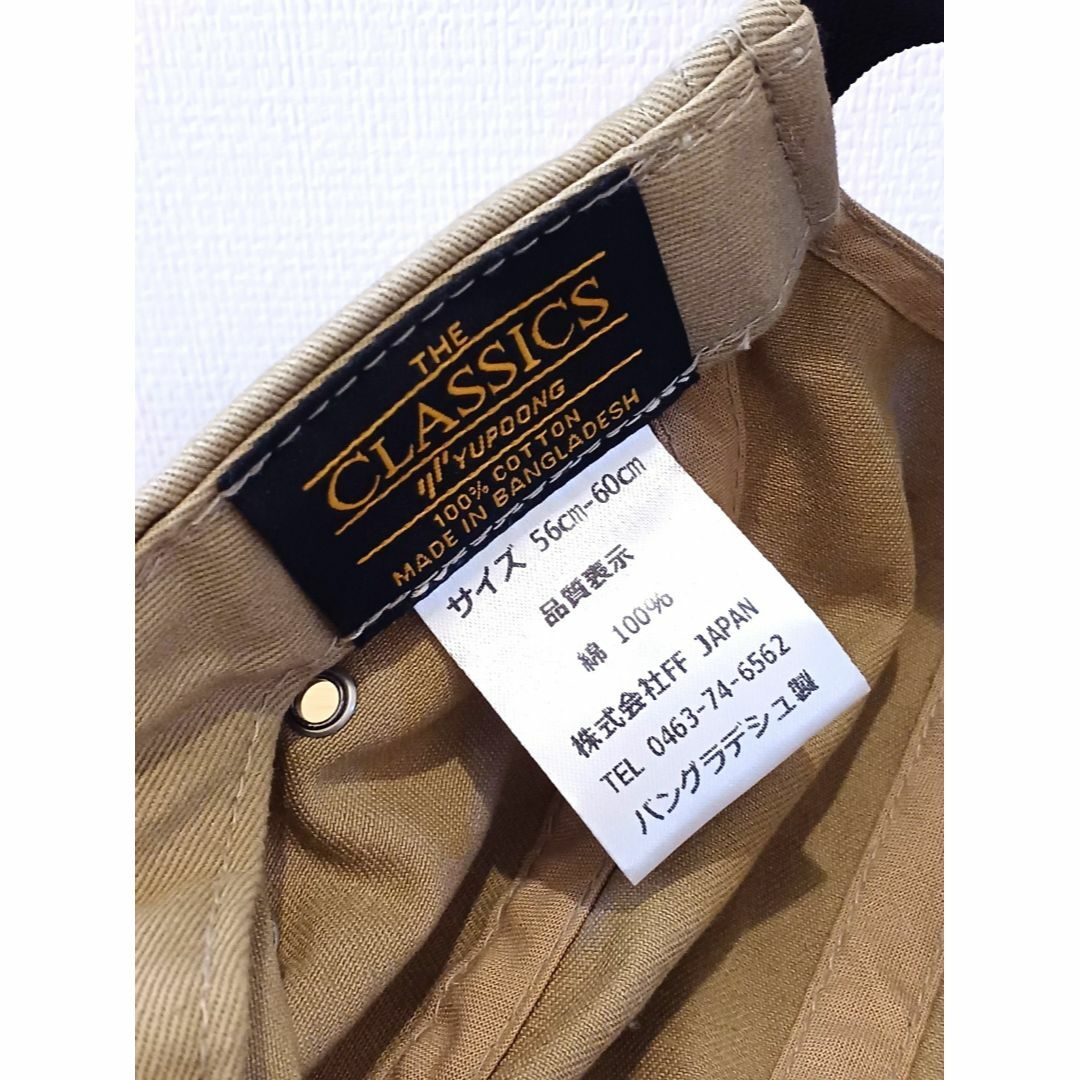 THE
CLASSICS
YUPOONG
100% COTTON
MADE IN BANGLADESH
サイズ 56cm-60cm
品質表示
綿 100%
株式会社FF JAPAN
TEL 0463-74-6562
バングラデシュ製